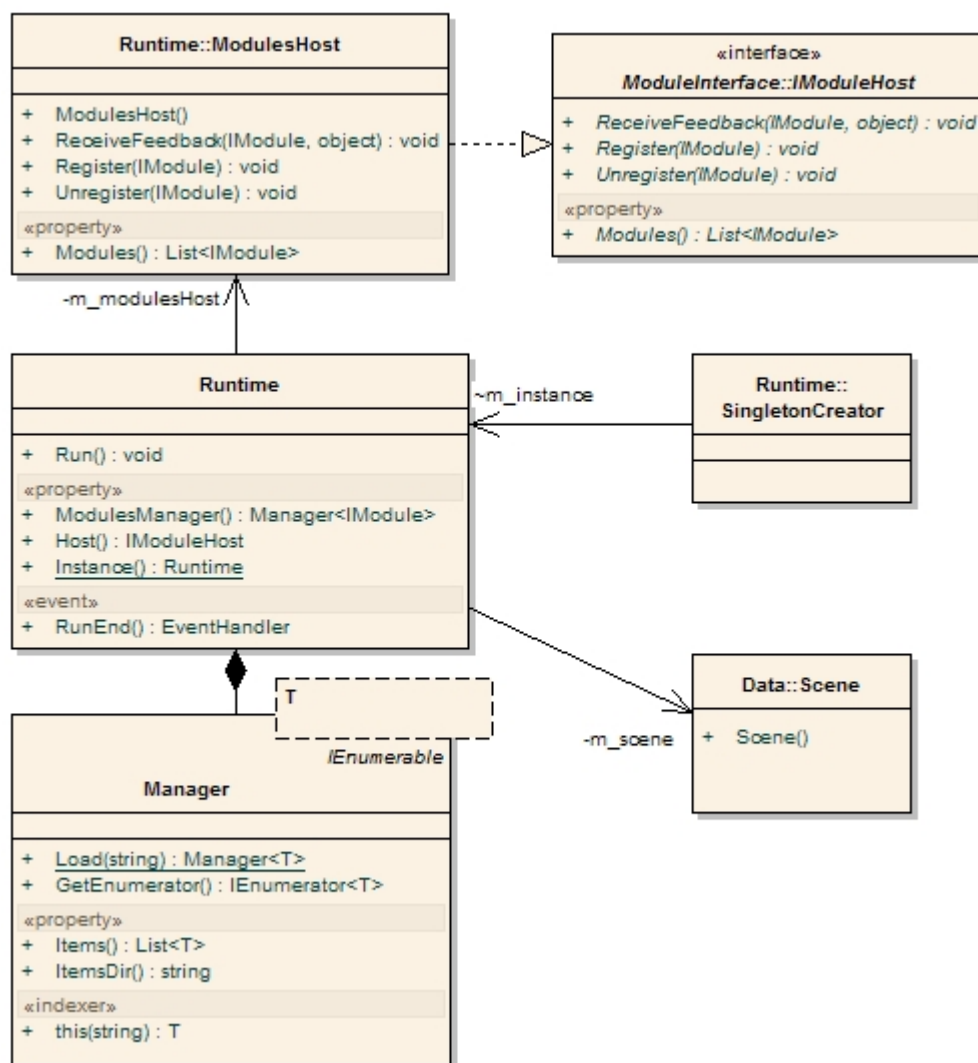 Runtime::ModulesHost
+ ModulesHost()
+ ReceiveFeedback(IModule, object) : void
+ Register(IModule) : void
+ Unregister(IModule) : void
«property»
+ Modules() : List<IModule>
«interface»
ModuleInterface::IModuleHost
+ ReceiveFeedback(IModule, object) : void
+ Register(IModule) : void
+ Unregister(IModule) : void
«property»
+ Modules() : List<IModule>
-m_modulesHost
Runtime
+ Run() : void
«property»
+ ModulesManager() : Manager<IModule>
+ Host() : IModuleHost
+ Instance() : Runtime
«event»
+ RunEnd() : EventHandler
~m_instance
Runtime::
SingletonCreator
-m_scene
Data::Scene
+ Scene()
T
IEnumerable
Manager
+ Load(string) : Manager<T>
+ GetEnumerator() : IEnumerator<T>
«property»
+ Items() : List<T>
+ ItemsDir() : string
«indexer»
+ this(string) : T